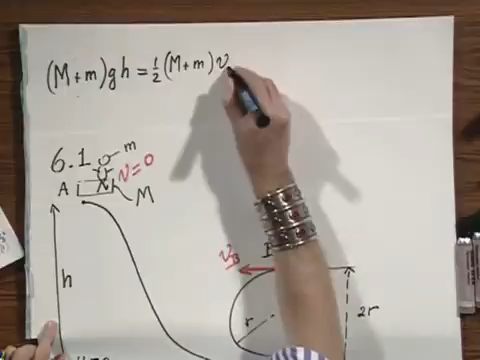 (M+m)gh = ½(M+m)v
6.1
m
v=0
A
M
h
v_B
r
2r